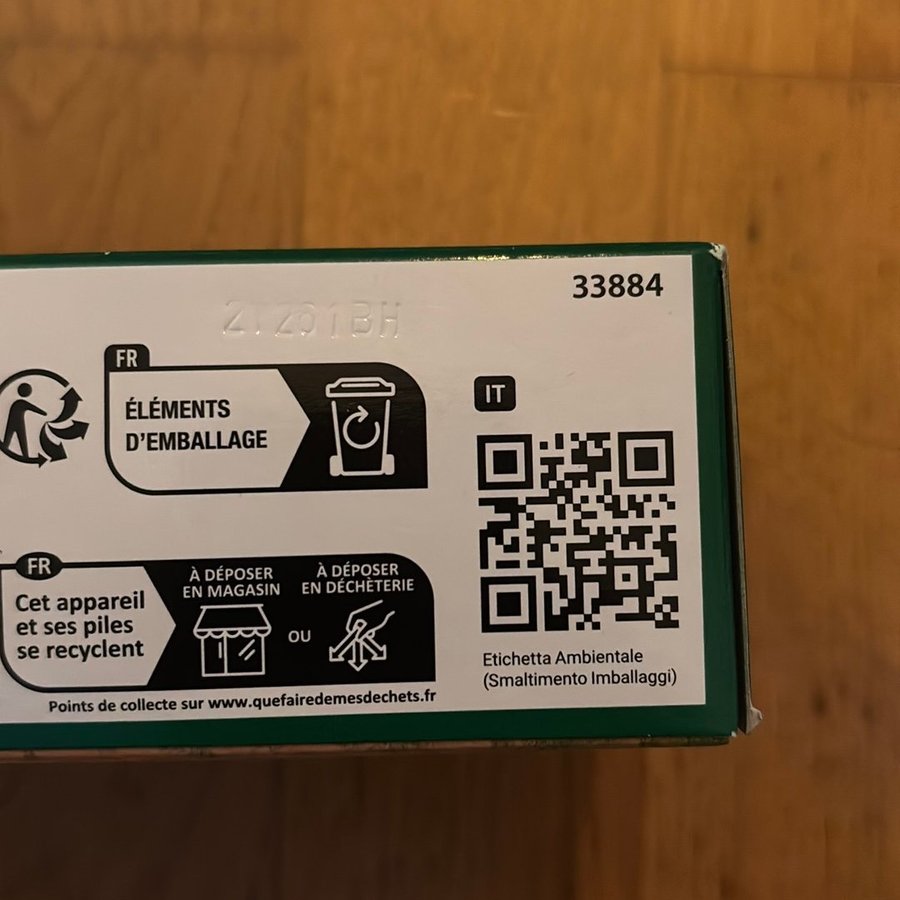 33884
FR
ÉLÉMENTS
D'EMBALLAGE
IT
FR
Cet appareil
et ses piles
se recyclent
À DÉPOSER
EN MAGASIN
OU
À DÉPOSER
EN DÉCHÈTERIE
Points de collecte sur www.quefairedemesdechets.fr
Etichetta Ambientale
(Smaltimento Imballaggi)